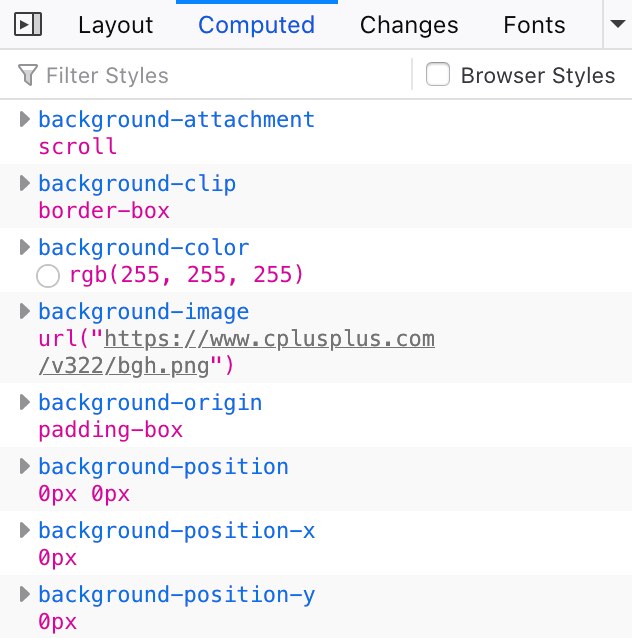 Layout Computed Changes Fonts
Filter Styles Browser Styles
background-attachment
scroll
background-clip
border-box
background-color
rgb(255, 255, 255)
background-image
url("https://www.cplusplus.com
/v322/bgh.png")
background-origin
padding-box
background-position
0px 0px
background-position-x
0px
background-position-y
0px